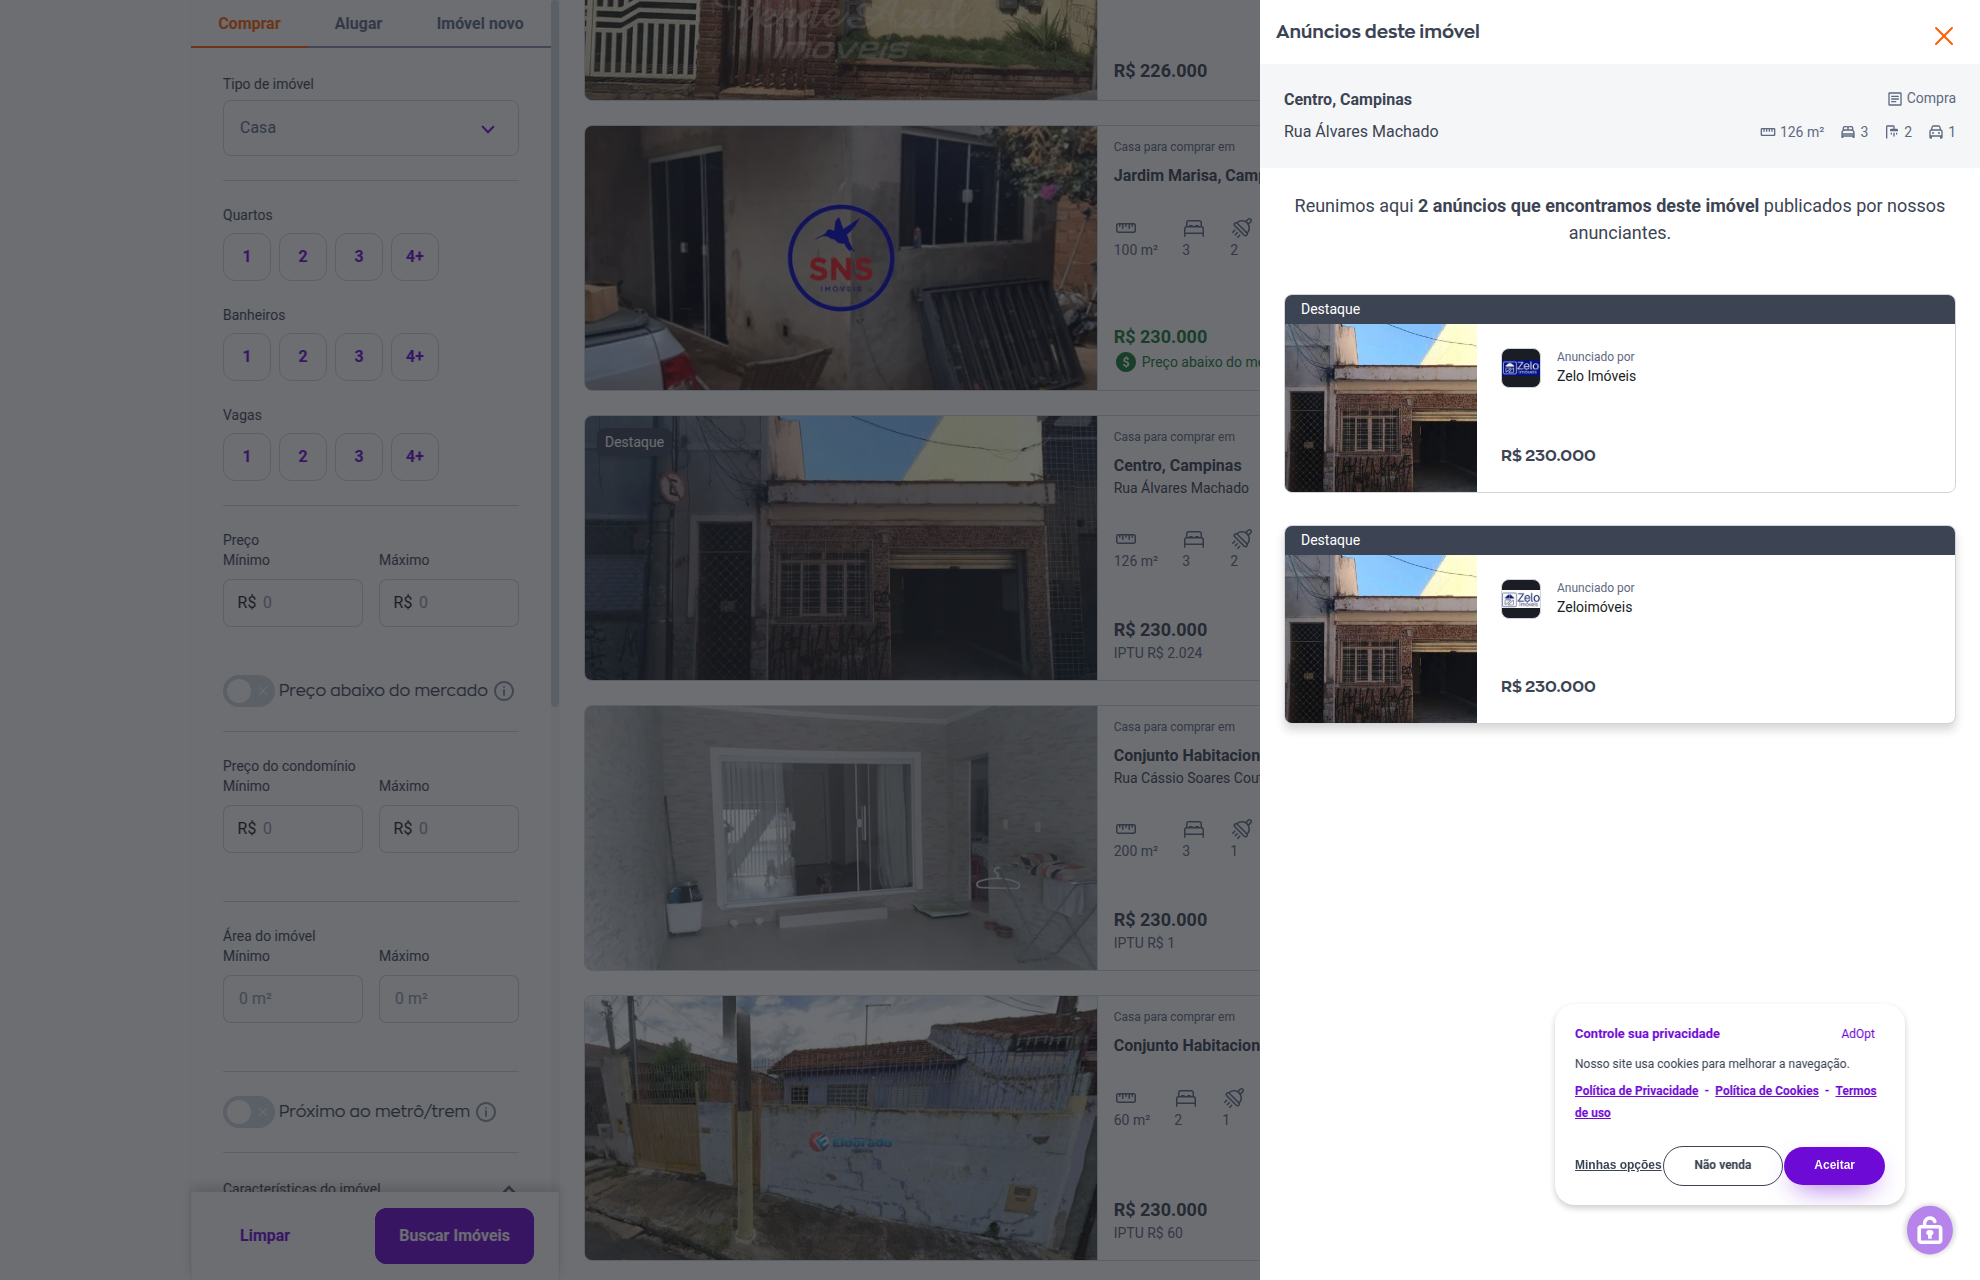 Comprar
Alugar
Imóvel novo
Tipo de imóvel
Casa
Quartos
1
2
3
4+
Banheiros
1
2
3
4+
Vagas
1
2
3
4+
Preço
Mínimo
Máximo
R$ 0
R$ 0
Preço abaixo do mercado
Preço do condomínio
Mínimo
Máximo
R$ 0
R$ 0
Área do imóvel
Mínimo
Máximo
0 m²
0 m²
Próximo ao metrô/trem
Características do imóvel
Limpar
Buscar Imóveis
Verde
IMOVEIS
R$ 226.000
SNS
IMÓVEIS
Casa para comprar em
Jardim Marisa, Camp
100 m²
3
2
R$ 230.000
Preço abaixo do me
Destaque
Casa para comprar em
Centro, Campinas
Rua Álvares Machado
126 m²
3
2
R$ 230.000
IPTU R$ 2.024
Casa para comprar em
Conjunto Habitacion
Rua Cássio Soares Cou
200 m²
3
1
R$ 230.000
IPTU R$ 1
Eldorado
Casa para comprar em
Conjunto Habitacion
60 m²
2
1
R$ 230.000
IPTU R$ 60
Anúncios deste imóvel
Centro, Campinas
Compra
Rua Álvares Machado
126 m²
3
2
1
Reunimos aqui 2 anúncios que encontramos deste imóvel publicados por nossos
anunciantes.
Destaque
Zelo
Anunciado por
Zelo Imóveis
R$ 230.000
Destaque
Zelo
Anunciado por
Zeloimóveis
R$ 230.000
Controle sua privacidade
AdOpt
Nosso site usa cookies para melhorar a navegação.
Política de Privacidade - Política de Cookies - Termos
de uso
Minhas opções
Não venda
Aceitar